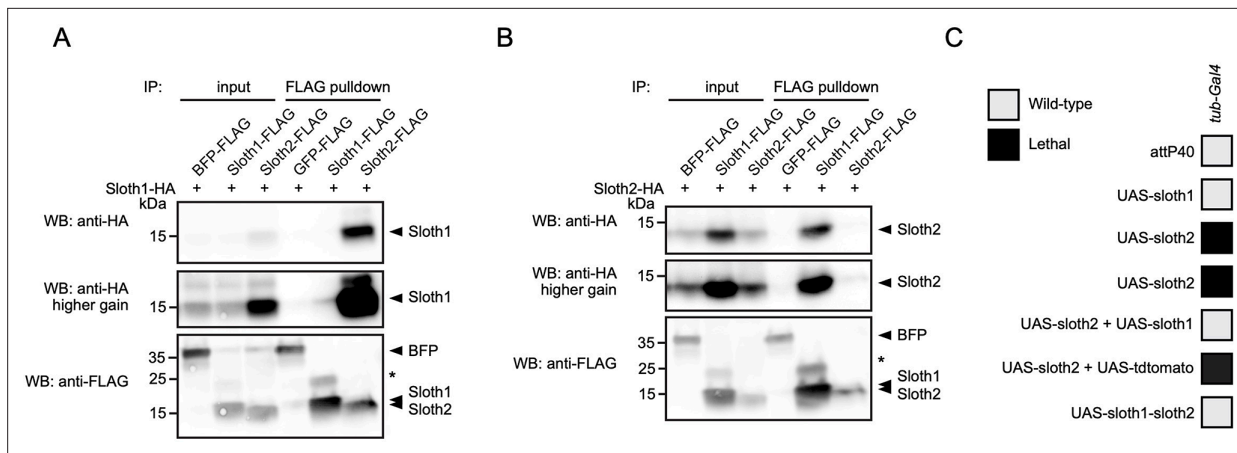 A
IP: input FLAG pulldown
BFP-FLAG Sloth1-FLAG Sloth2-FLAG GFP-FLAG Sloth1-FLAG Sloth2-FLAG
Sloth1-HA + + + + + +
kDa
WB: anti-HA 15 Sloth1
WB: anti-HA
higher gain 15 Sloth1
WB: anti-FLAG
35 BFP
25 *
Sloth1
15 Sloth2
B
IP: input FLAG pulldown
BFP-FLAG Sloth1-FLAG Sloth2-FLAG GFP-FLAG Sloth1-FLAG Sloth2-FLAG
Sloth2-HA + + + + + +
kDa
WB: anti-HA 15 Sloth2
WB: anti-HA
higher gain 15 Sloth2
WB: anti-FLAG
35 BFP
25 *
Sloth1
15 Sloth2
C
Wild-type
Lethal
tub-Gal4
attP40
UAS-sloth1
UAS-sloth2
UAS-sloth2
UAS-sloth2 + UAS-sloth1
UAS-sloth2 + UAS-tdtomato
UAS-sloth1-sloth2